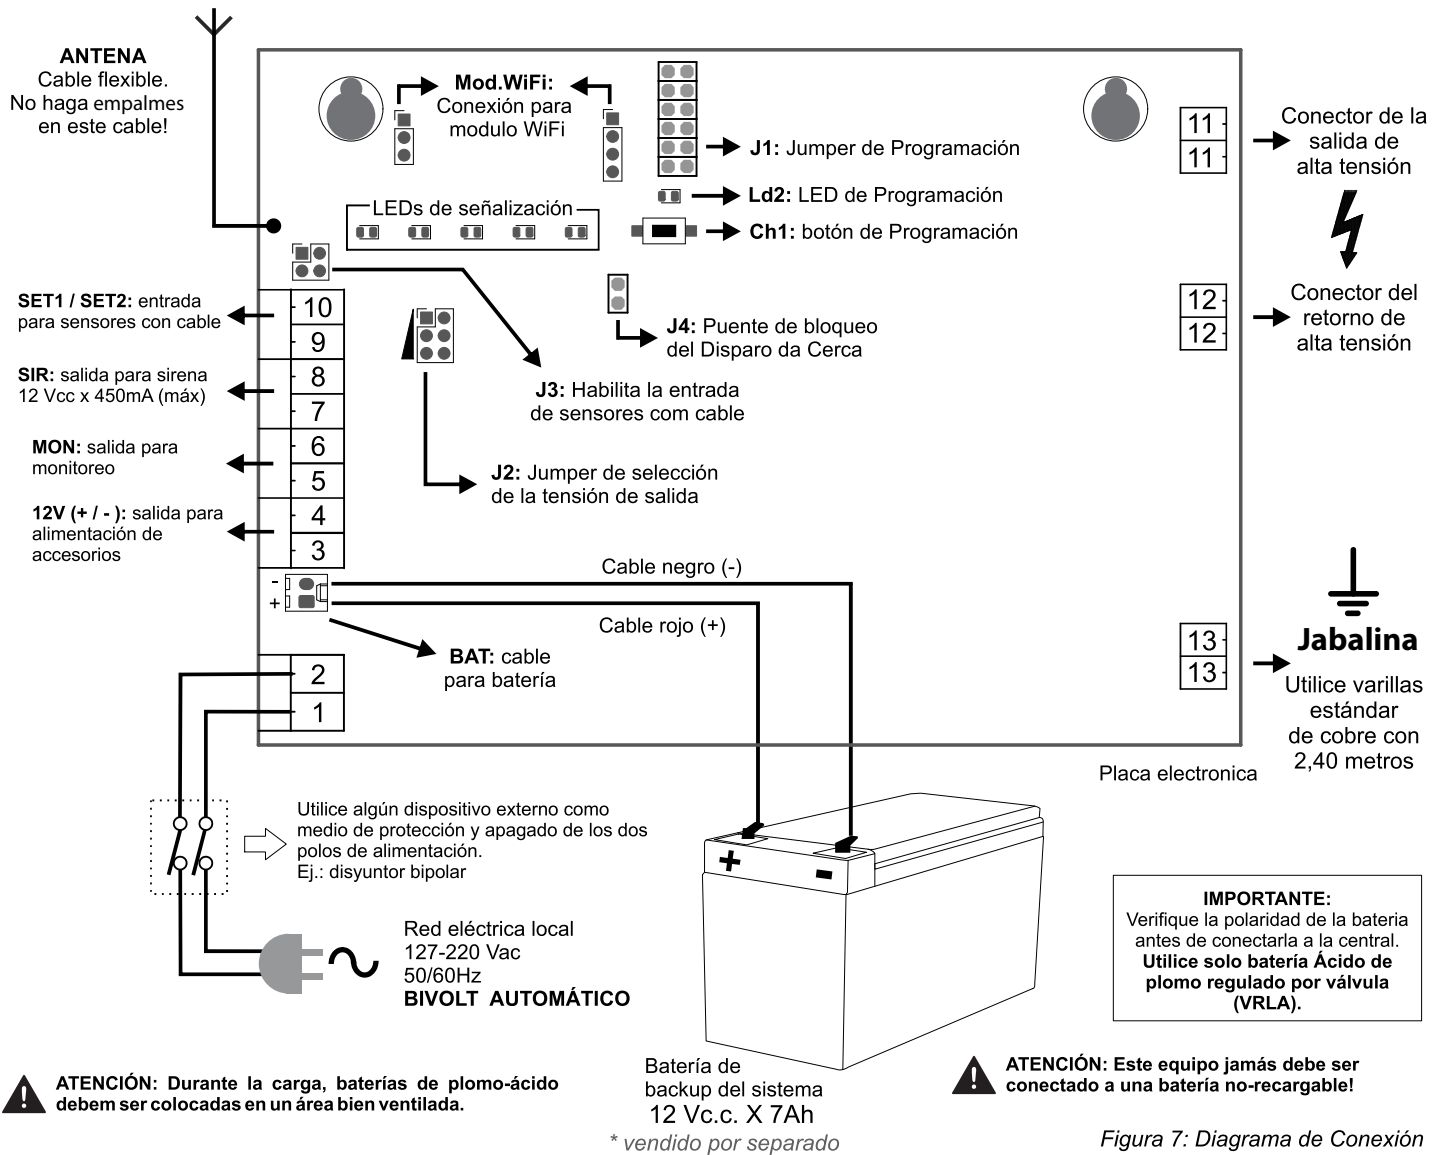 ANTENA
Cable flexible.
No haga empalmes
en este cable!
Mod.WiFi:
Conexión para
modulo WiFi
J1: Jumper de Programación
Ld2: LED de Programación
Ch1: botón de Programación
LEDs de señalización
11
11
Conector de la
salida de
alta tensión
12
12
Conector del
retorno de
alta tensión
SET1 / SET2: entrada
para sensores con cable
SIR: salida para sirena
12 Vcc x 450mA (máx)
MON: salida para
monitoreo
12V (+ / - ): salida para
alimentación de
accesorios
10
9
8
7
6
5
4
3
J4: Puente de bloqueo
del Disparo da Cerca
J3: Habilita la entrada
de sensores com cable
J2: Jumper de selección
de la tensión de salida
-
+
Cable negro (-)
Cable rojo (+)
BAT: cable
para batería
2
1
13
13
Jabalina
Utilice varillas
estándar
de cobre con
2,40 metros
Placa electronica
Utilice algún dispositivo externo como
medio de protección y apagado de los dos
polos de alimentación.
Ej.: disyuntor bipolar
Red eléctrica local
127-220 Vac
50/60Hz
BIVOLT AUTOMÁTICO
+
-
IMPORTANTE:
Verifique la polaridad de la bateria
antes de conectarla a la central.
Utilice solo batería Ácido de
plomo regulado por válvula
(VRLA).
Batería de
backup del sistema
12 Vc.c. X 7Ah
* vendido por separado
ATENCIÓN: Durante la carga, baterías de plomo-ácido
debem ser colocadas en un área bien ventilada.
ATENCIÓN: Este equipo jamás debe ser
conectado a una batería no-recargable!
Figura 7: Diagrama de Conexión